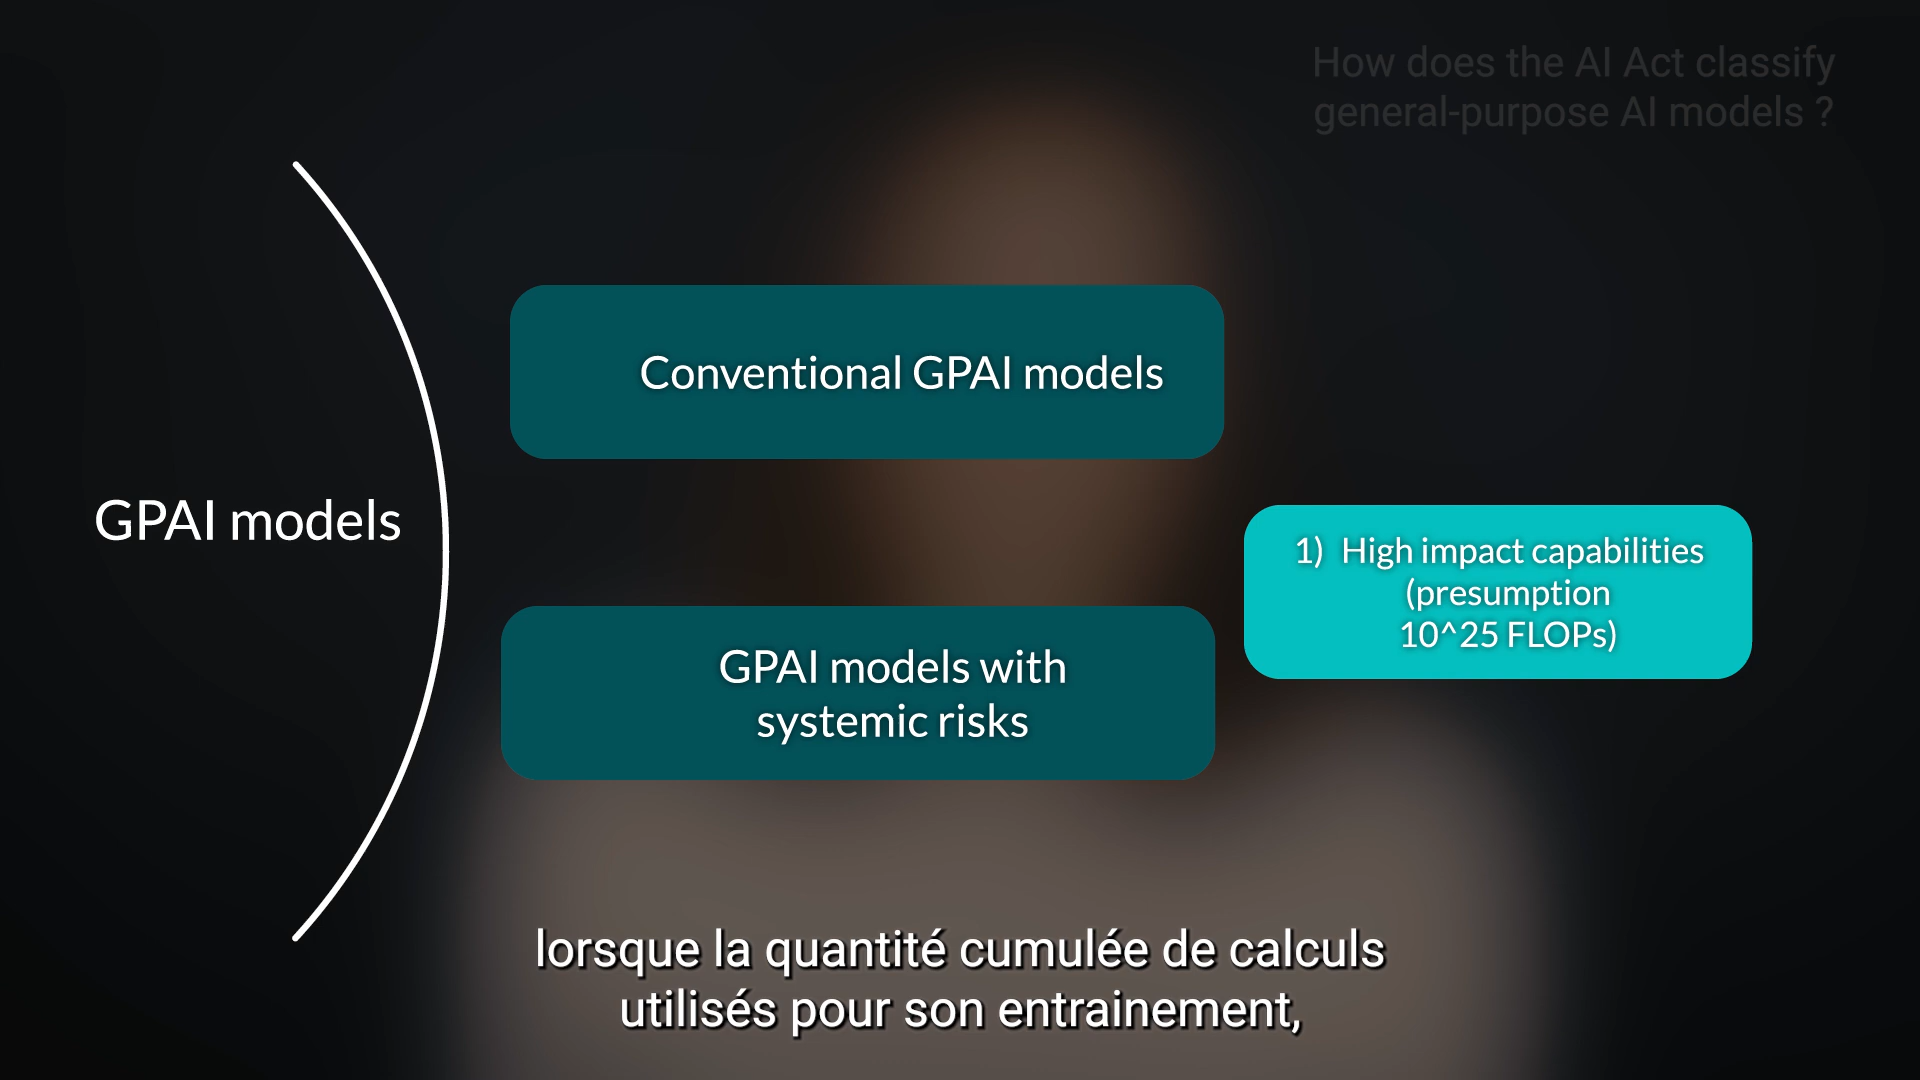 How does the AI Act classify
general-purpose AI models ?
GPAI models
Conventional GPAI models
GPAI models with
systemic risks
1) High impact capabilities
(presumption
10^25 FLOPs)
lorsque la quantité cumulée de calculs
utilisés pour son entrainement,